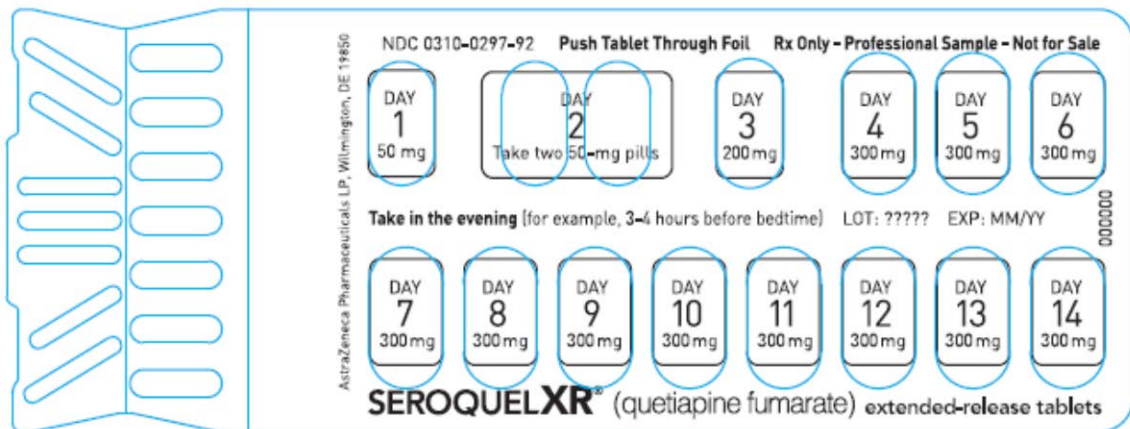 NDC 0310-0297-92 Push Tablet Through Foil Rx Only – Professional Sample – Not for Sale
AstraZeneca Pharmaceuticals LP, Wilmington, DE 19850
DAY
1
50 mg
DAY
2
Take two 50-mg pills
DAY
3
200 mg
DAY
4
300 mg
DAY
5
300 mg
DAY
6
300 mg
Take in the evening (for example, 3–4 hours before bedtime) LOT: ????? EXP: MM/YY
000000
DAY
7
300 mg
DAY
8
300 mg
DAY
9
300 mg
DAY
10
300 mg
DAY
11
300 mg
DAY
12
300 mg
DAY
13
300 mg
DAY
14
300 mg
SEROQUEL XR® (quetiapine fumarate) extended-release tablets